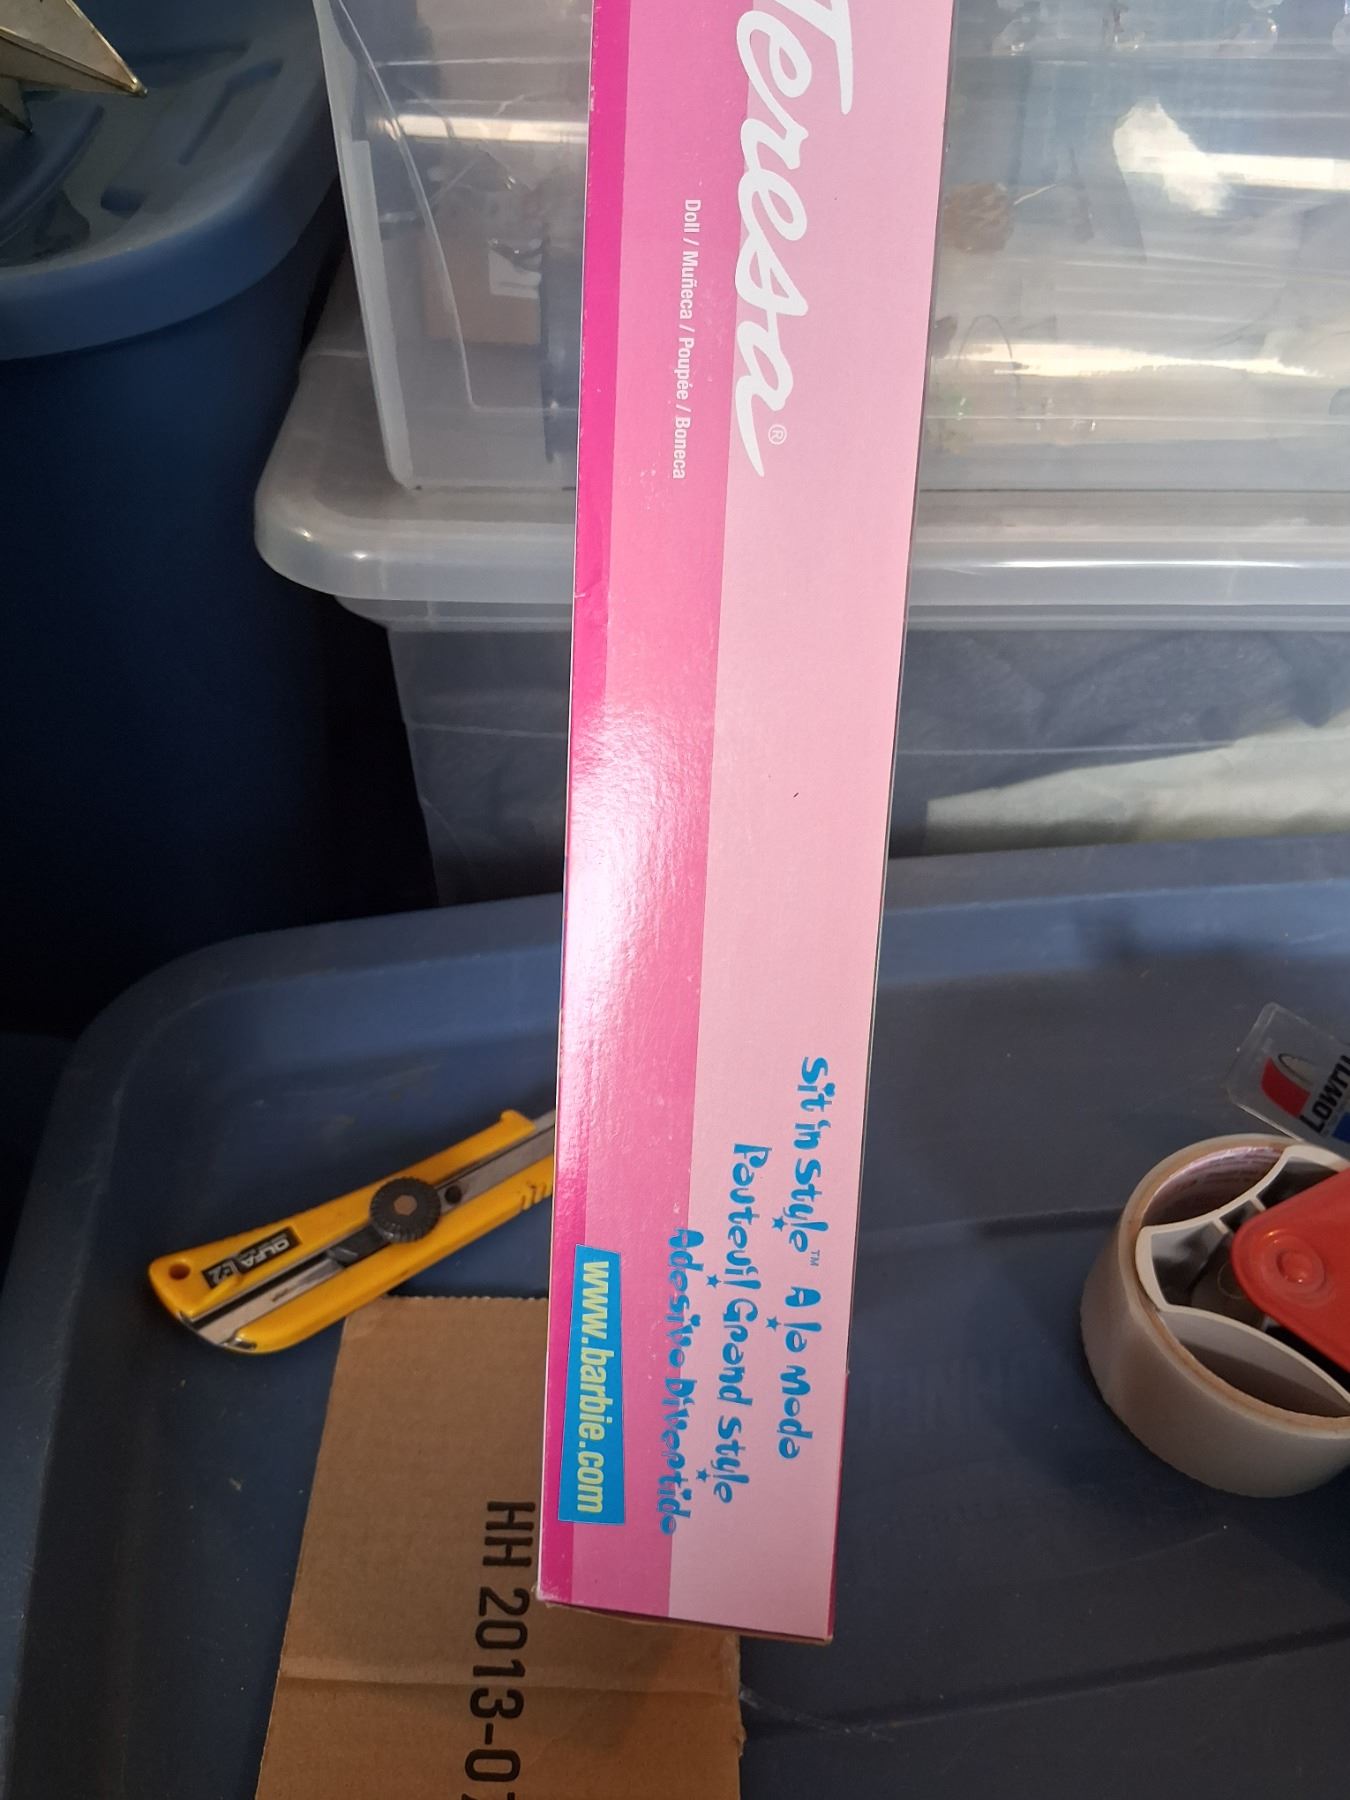 Teresa®
Doll / Muñeca / Poupée / Boneca
Sit in Style™ A la Moda
Fauteuil Grand Style
Adesivo Divertido
www.barbie.com
OLFA L-2
HH 2013-0